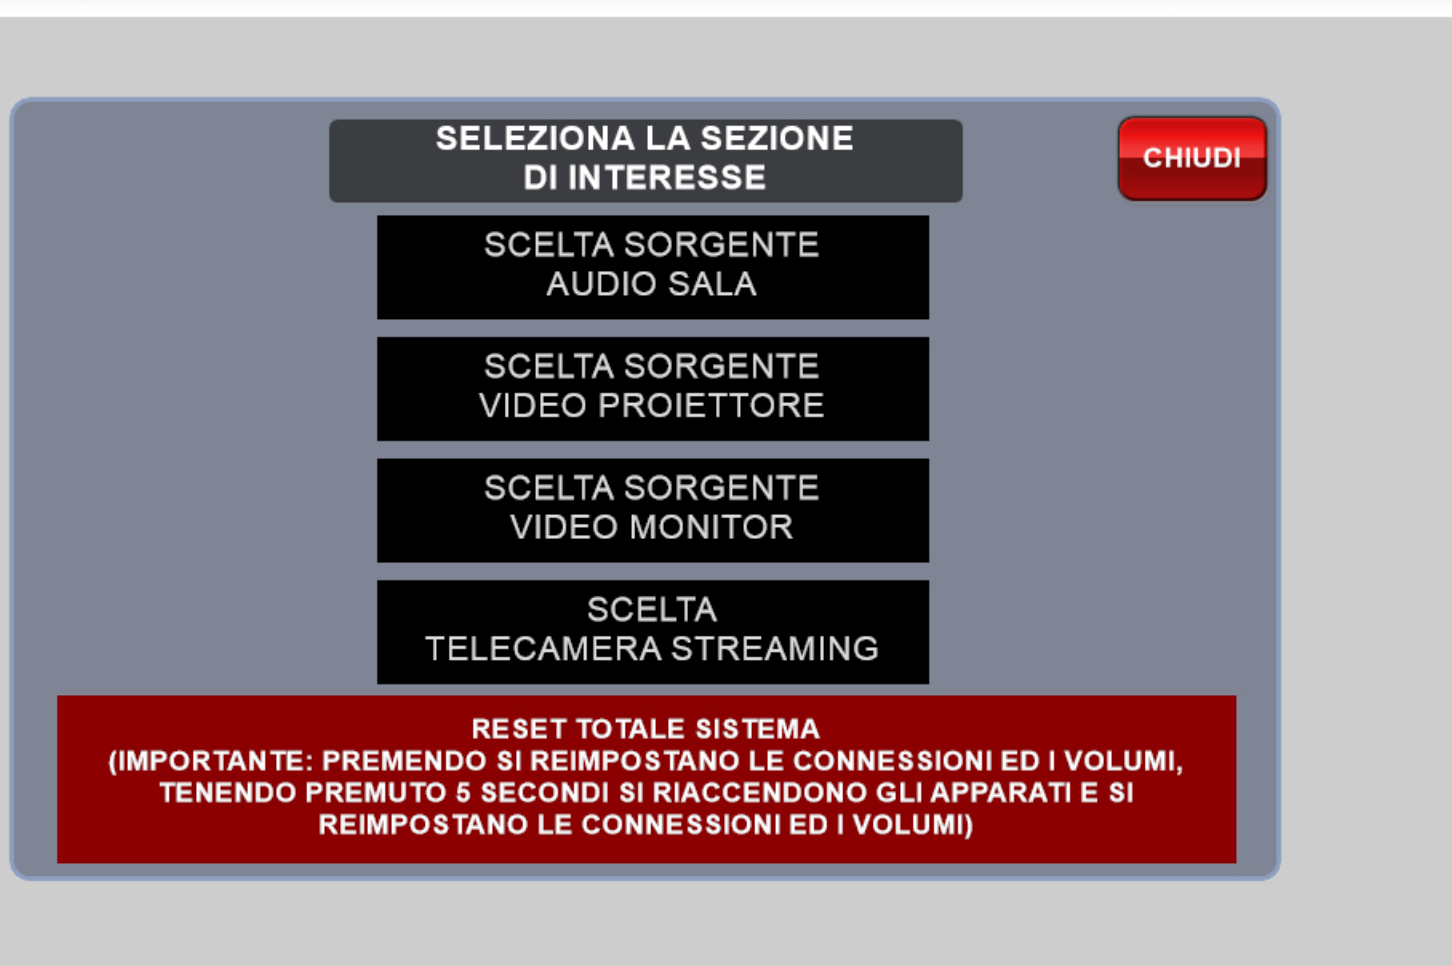 SELEZIONA LA SEZIONE
DI INTERESSE
CHIUDI
SCELTA SORGENTE
AUDIO SALA
SCELTA SORGENTE
VIDEO PROIETTORE
SCELTA SORGENTE
VIDEO MONITOR
SCELTA
TELECAMERA STREAMING
RESET TOTALE SISTEMA
(IMPORTANTE: PREMENDO SI REIMPOSTANO LE CONNESSIONI ED I VOLUMI,
TENENDO PREMUTO 5 SECONDI SI RIACCENDONO GLI APPARATI E SI
REIMPOSTANO LE CONNESSIONI ED I VOLUMI)